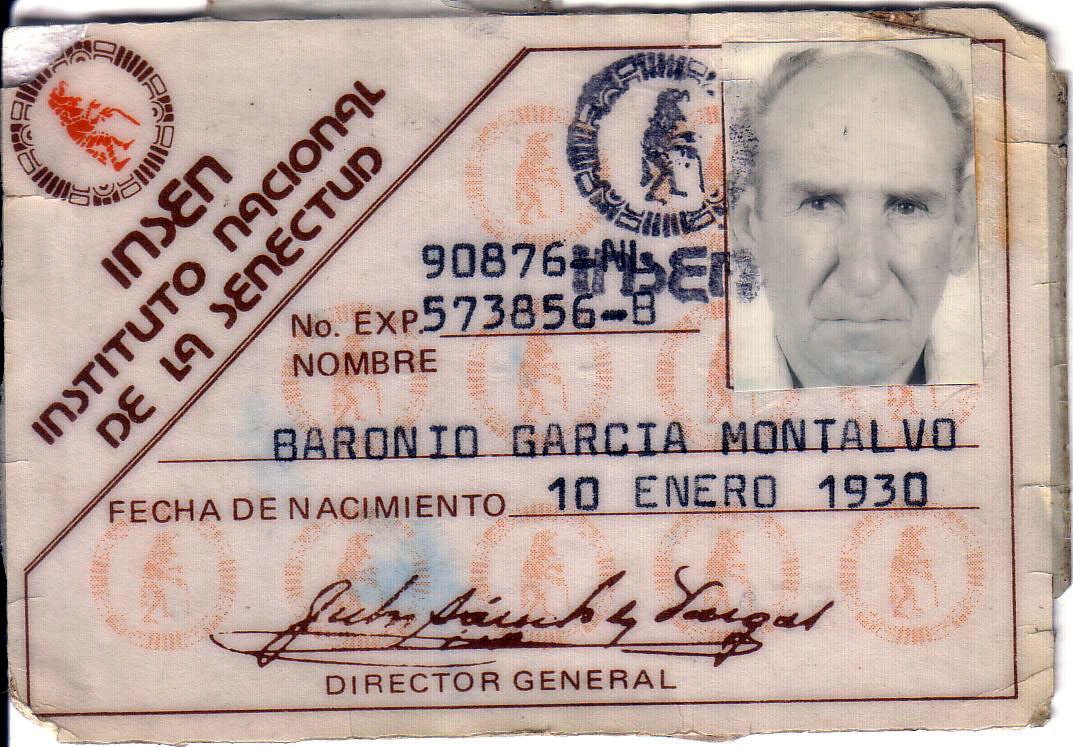 INSEN
INSTITUTO NACIONAL
DE LA SENECTUD
INSEN
90876-NL
No. EXP. 573856-B
NOMBRE
BARONIO GARCIA MONTALVO
FECHA DE NACIMIENTO 10 ENERO 1930
DIRECTOR GENERAL